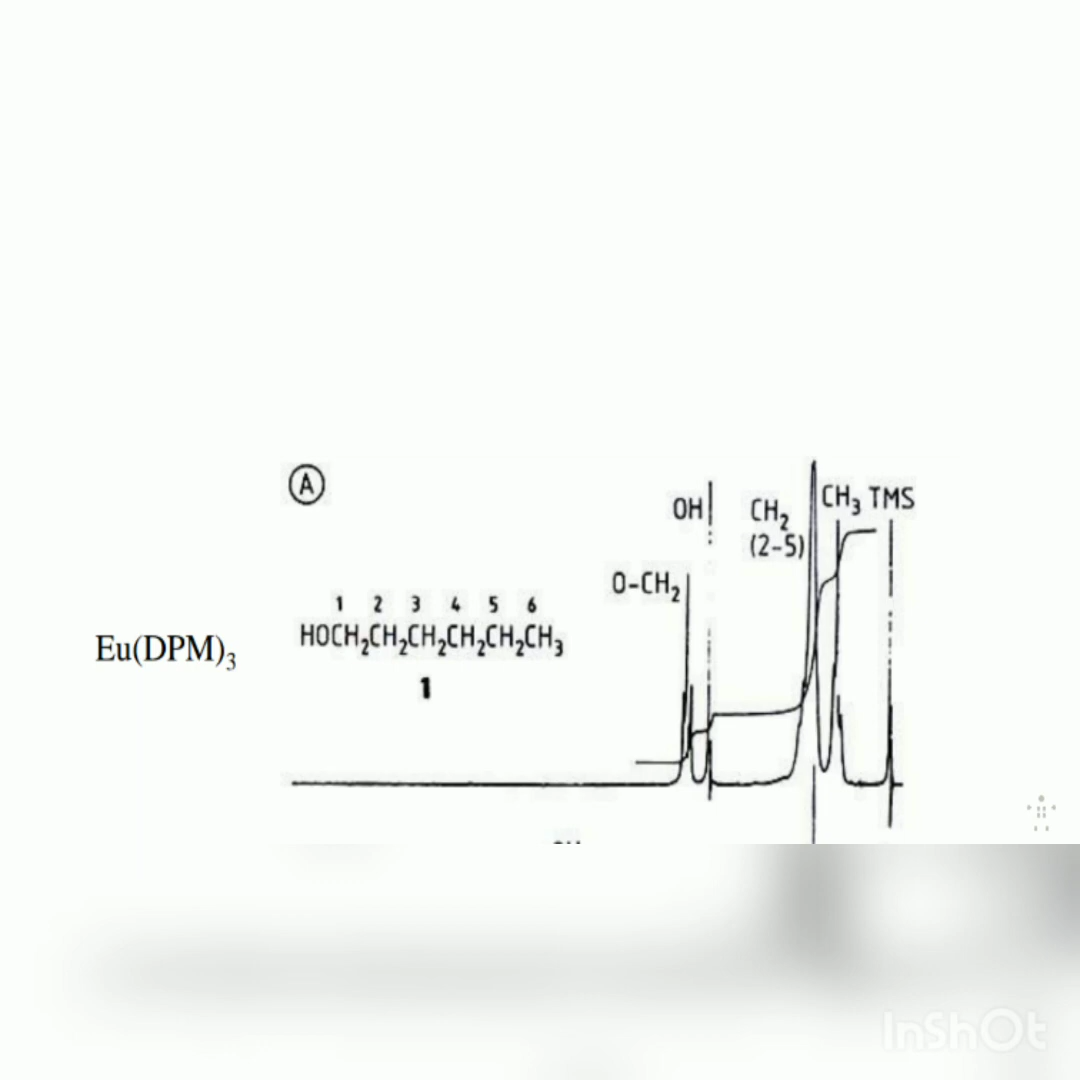 Ⓐ
OH
CH₂
(2-5)
CH₃ TMS
O-CH₂
1 2 3 4 5 6
HOCH₂CH₂CH₂CH₂CH₂CH₃
1
Eu(DPM)₃
InShOt